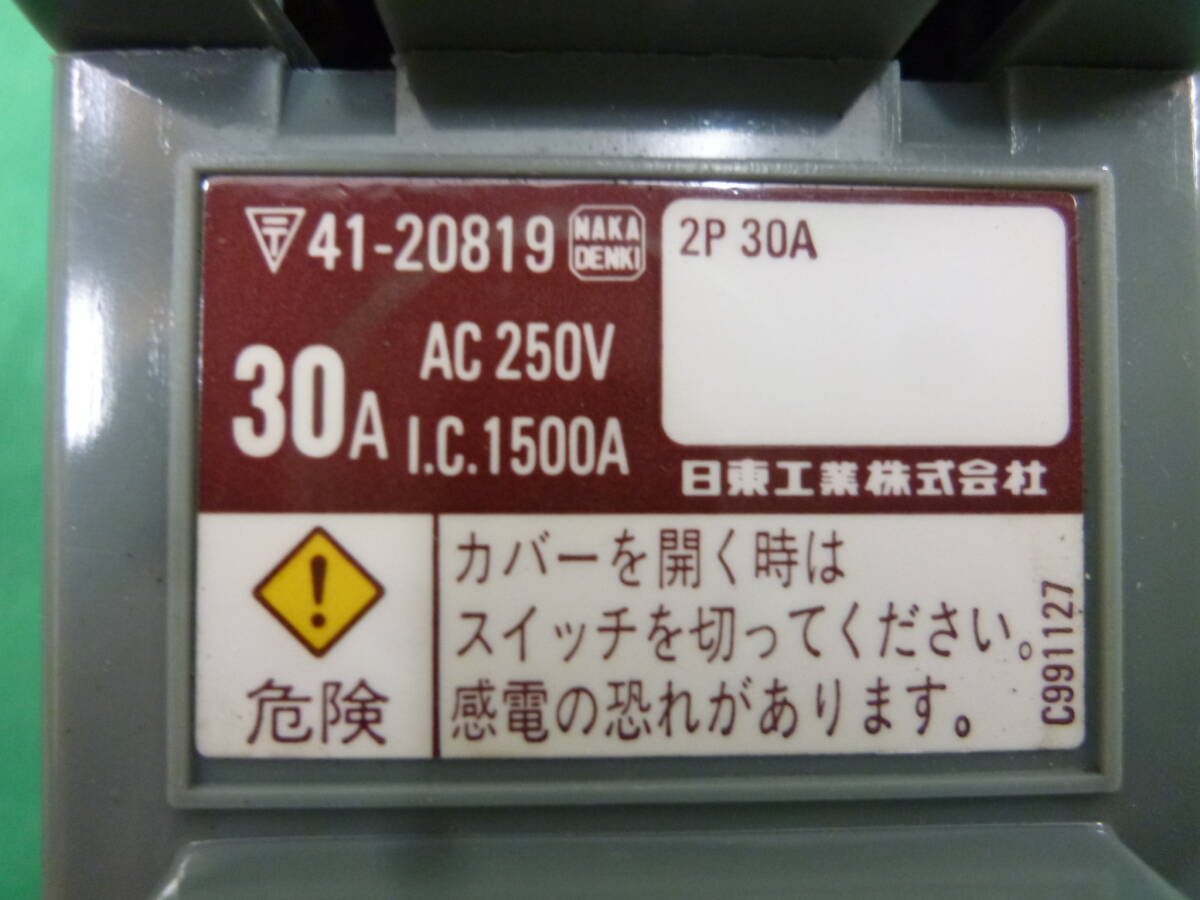 〒 41-20819 NAKA DENKI
30A
AC 250V
I.C.1500A
2P 30A
日東工業株式会社
危険
カバーを開く時は
スイッチを切ってください。
感電の恐れがあります。
C991127